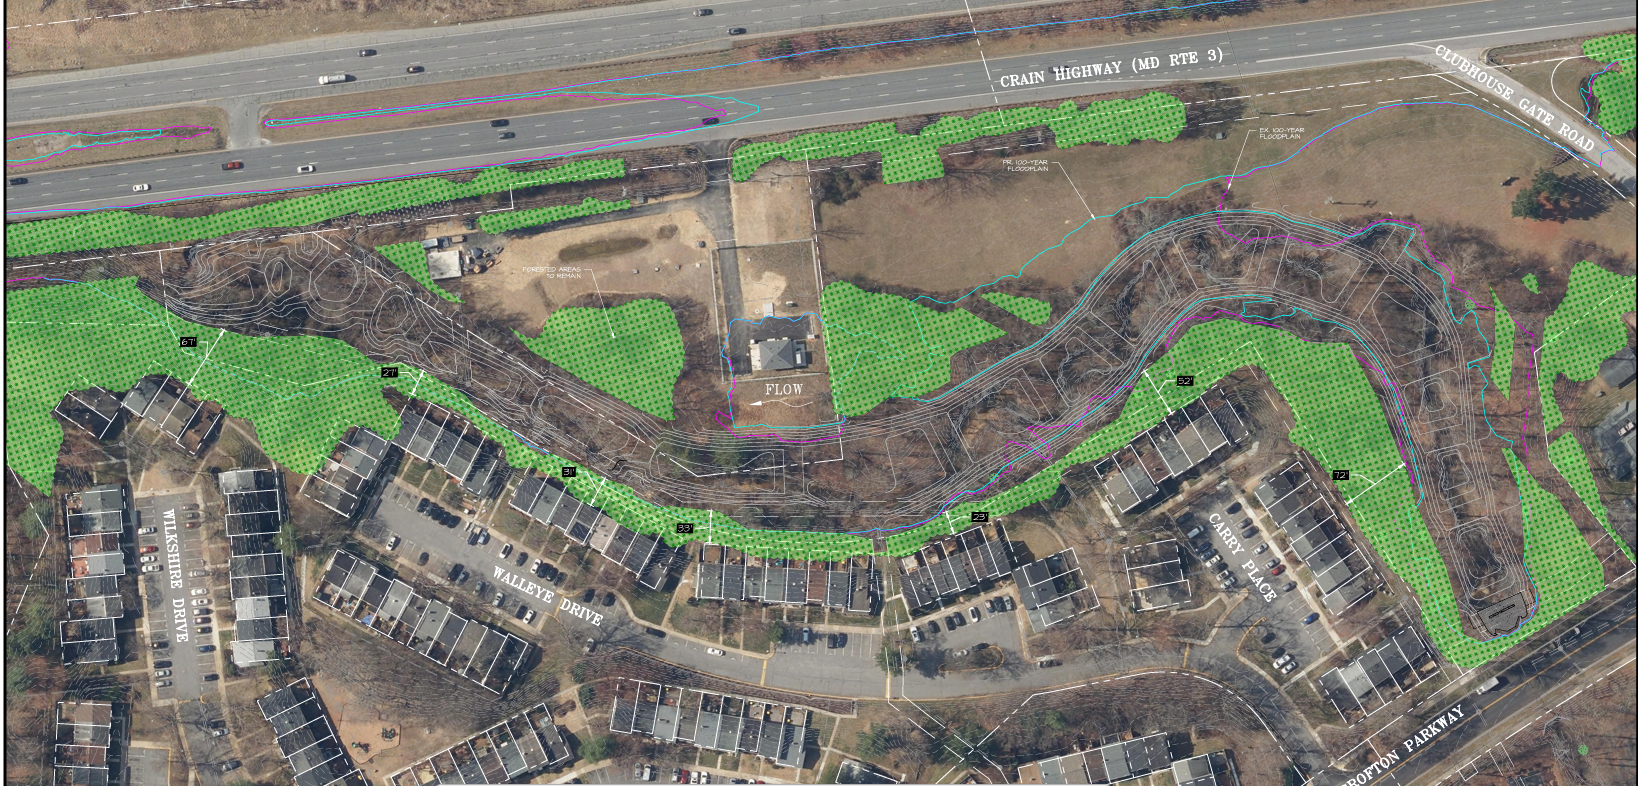 CRAIN HIGHWAY (MD RTE 3)
CLUBHOUSE GATE ROAD
EX. 100-YEAR
FLOODPLAIN
PR. 100-YEAR
FLOODPLAIN
FORESTED AREAS
TO REMAIN
67'
27'
FLOW
52'
31'
72'
33'
23'
WILKSHIRE DRIVE
WALLEYE DRIVE
CARRY PLACE
CROFTON PARKWAY